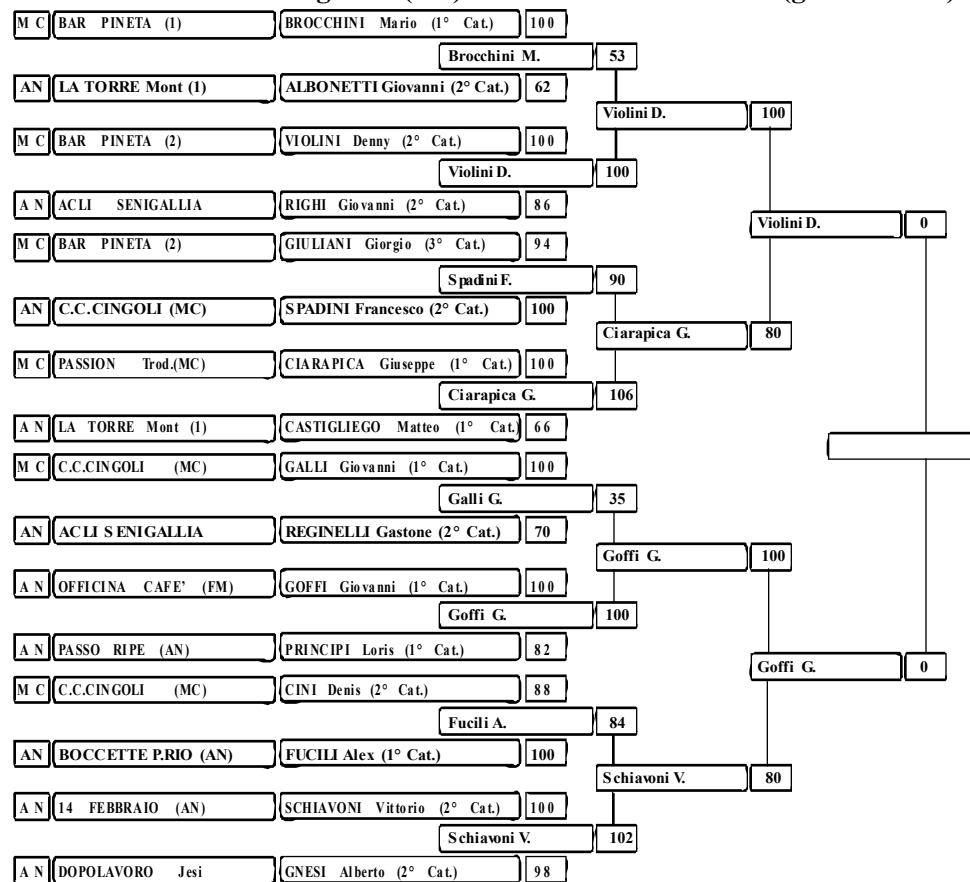 M C BAR PINETA (1) BROCCHINI Mario (1° Cat.) 100
Brocchini M. 53
AN LA TORRE Mont (1) ALBONETTI Giovanni (2° Cat.) 62
Violini D. 100
M C BAR PINETA (2) VIOLINI Denny (2° Cat.) 100
Violini D. 100
A N ACLI SENIGALLIA RIGHI Giovanni (2° Cat.) 86
Violini D. 0
M C BAR PINETA (2) GIULIANI Giorgio (3° Cat.) 94
Spadini F. 90
AN C.C.CINGOLI (MC) SPADINI Francesco (2° Cat.) 100
Ciarapica G. 80
M C PASSION Trod.(MC) CIARAPICA Giuseppe (1° Cat.) 100
Ciarapica G. 106
A N LA TORRE Mont (1) CASTIGLIEGO Matteo (1° Cat.) 66
M C C.C.CINGOLI (MC) GALLI Giovanni (1° Cat.) 100
Galli G. 35
AN ACLI SENIGALLIA REGINELLI Gastone (2° Cat.) 70
Goffi G. 100
A N OFFICINA CAFE' (FM) GOFFI Giovanni (1° Cat.) 100
Goffi G. 100
A N PASSO RIPE (AN) PRINCIPI Loris (1° Cat.) 82
Goffi G. 0
M C C.C.CINGOLI (MC) CINI Denis (2° Cat.) 88
Fucili A. 84
AN BOCCETTE P.RIO (AN) FUCILI Alex (1° Cat.) 100
Schiavoni V. 80
A N 14 FEBBRAIO (AN) SCHIAVONI Vittorio (2° Cat.) 100
Schiavoni V. 102
A N DOPOLAVORO Jesi GNESI Alberto (2° Cat.) 98